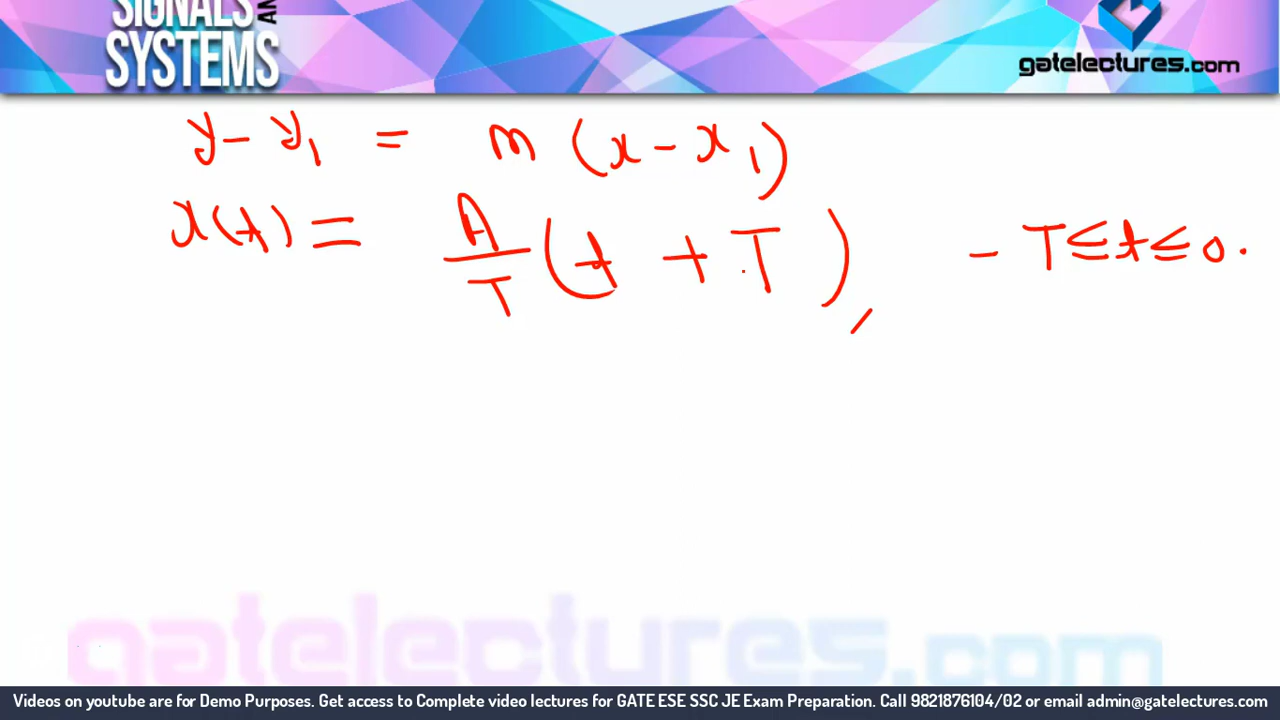 SIGNALS AND
SYSTEMS
gatelectures.com
y - y₁ = m (x - x₁)
x(t) = A/T (t + T), -T ≤ t ≤ 0.
gatelectures.com
Videos on youtube are for Demo Purposes. Get access to Complete video lectures for GATE ESE SSC JE Exam Preparation. Call 9821876104/02 or email admin@gatelectures.com